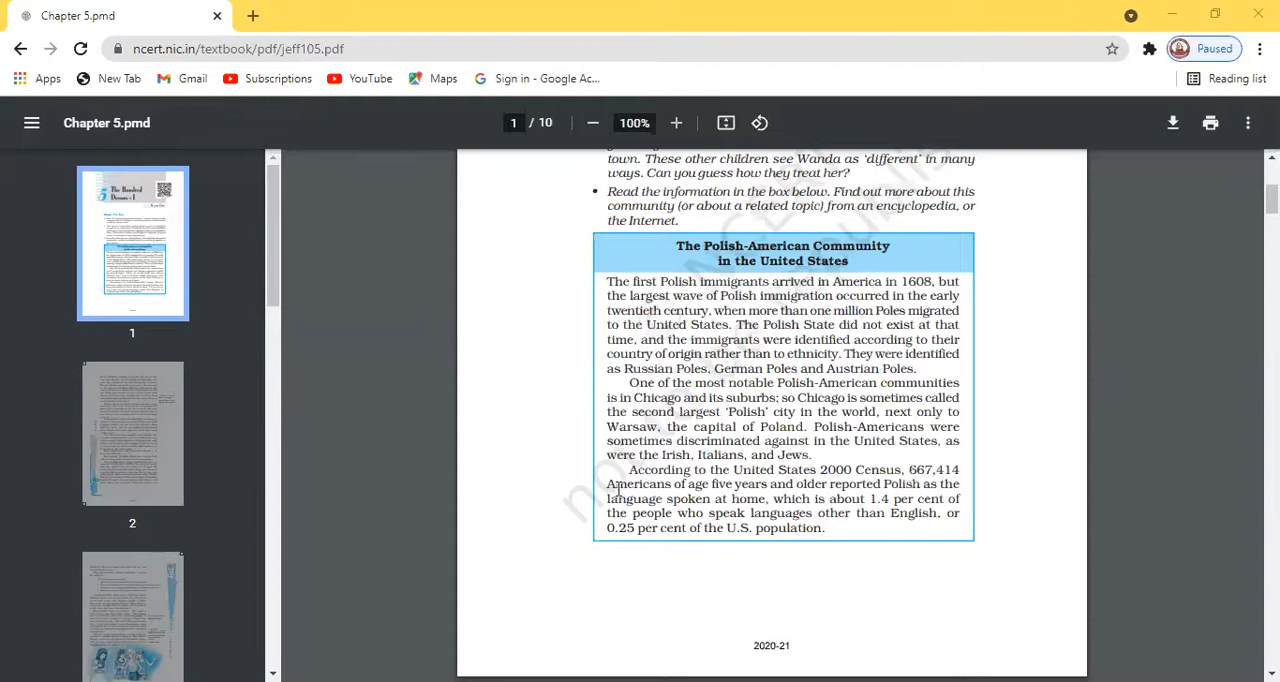 Chapter 5.pmd
ncert.nic.in/textbook/pdf/jeff105.pdf
Paused
Apps
New Tab
Gmail
Subscriptions
YouTube
Maps
Sign in - Google Ac...
Reading list
Chapter 5.pmd
1 / 10
100%
5 The Hundred
Dresses – I
1
2
town. These other children see Wanda as ‘different’ in many
ways. Can you guess how they treat her?
• Read the information in the box below. Find out more about this
community (or about a related topic) from an encyclopedia, or
the Internet.
The Polish-American Community
in the United States
The first Polish immigrants arrived in America in 1608, but
the largest wave of Polish immigration occurred in the early
twentieth century, when more than one million Poles migrated
to the United States. The Polish State did not exist at that
time, and the immigrants were identified according to their
country of origin rather than to ethnicity. They were identified
as Russian Poles, German Poles and Austrian Poles.
One of the most notable Polish-American communities
is in Chicago and its suburbs; so Chicago is sometimes called
the second largest ‘Polish’ city in the world, next only to
Warsaw, the capital of Poland. Polish-Americans were
sometimes discriminated against in the United States, as
were the Irish, Italians, and Jews.
According to the United States 2000 Census, 667,414
Americans of age five years and older reported Polish as the
language spoken at home, which is about 1.4 per cent of
the people who speak languages other than English, or
0.25 per cent of the U.S. population.
2020-21